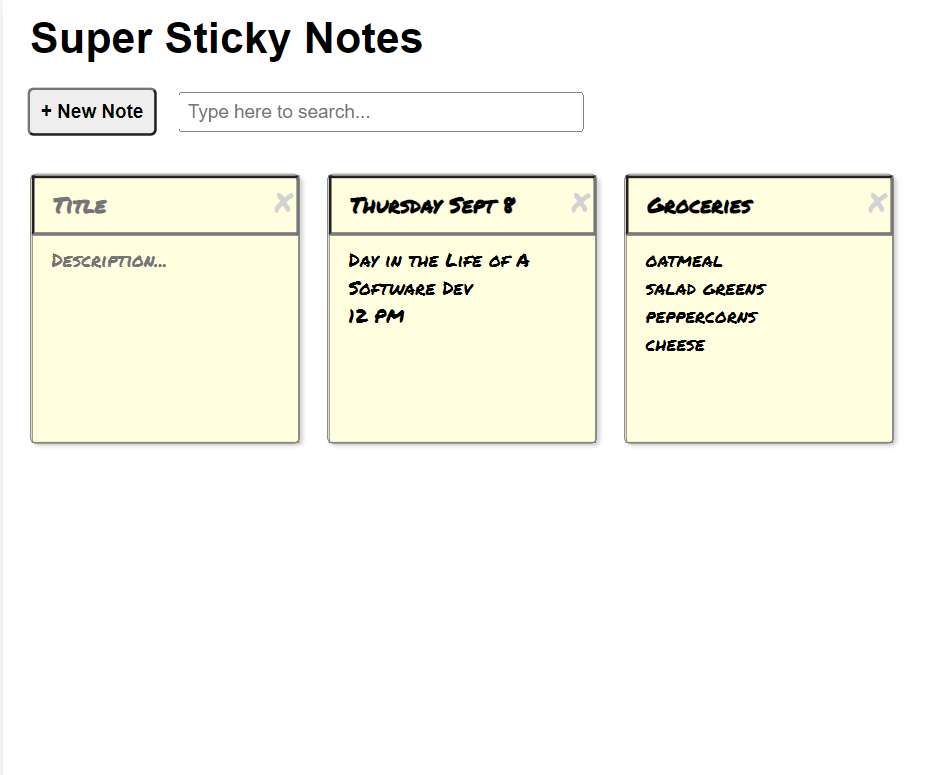 Super Sticky Notes
+ New Note
Type here to search...
Title
Description...
Thursday Sept 8
Day in the Life of A
Software Dev
12 PM
Groceries
oatmeal
salad greens
peppercorns
cheese